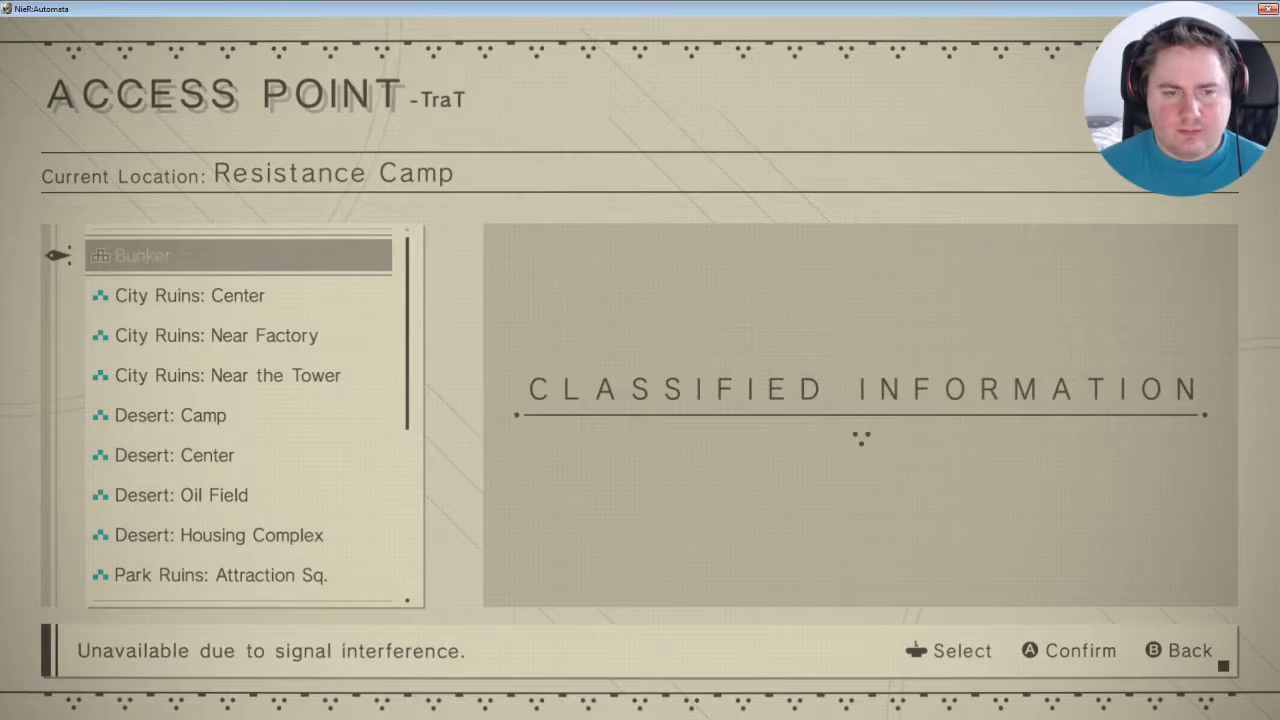 NieR:Automata
ACCESS POINT -TraT
Current Location: Resistance Camp
Bunker
City Ruins: Center
City Ruins: Near Factory
City Ruins: Near the Tower
Desert: Camp
Desert: Center
Desert: Oil Field
Desert: Housing Complex
Park Ruins: Attraction Sq.
CLASSIFIED INFORMATION
Unavailable due to signal interference.
Select A Confirm B Back